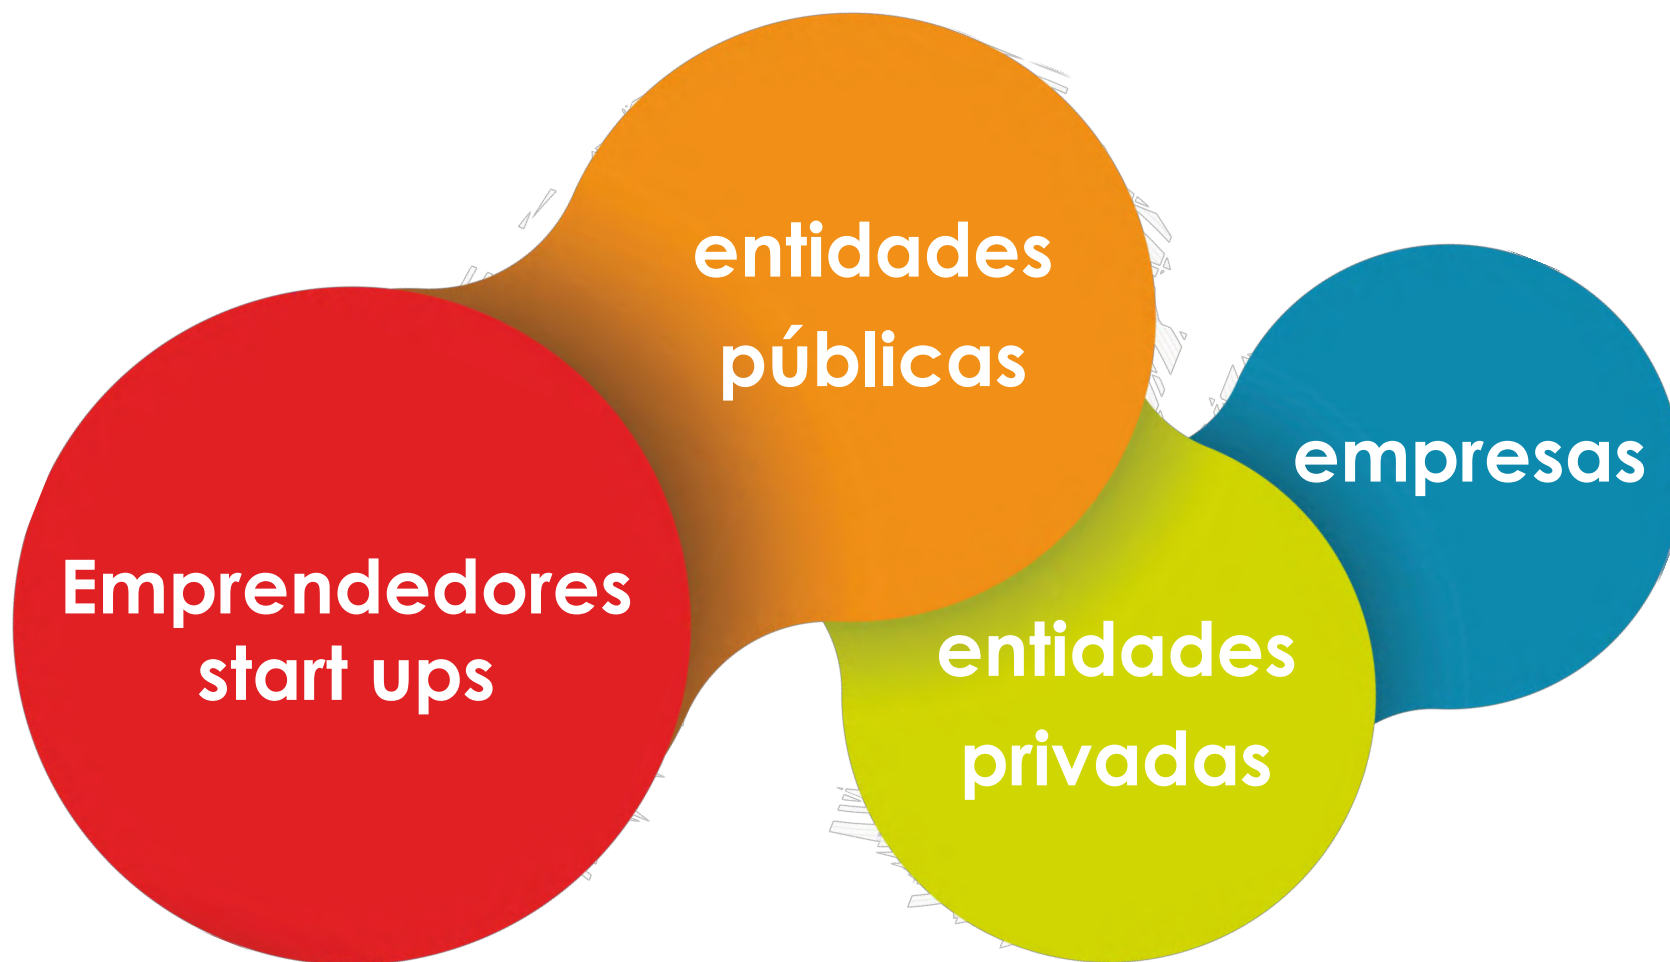 entidades
públicas
empresas
Emprendedores
start ups
entidades
privadas